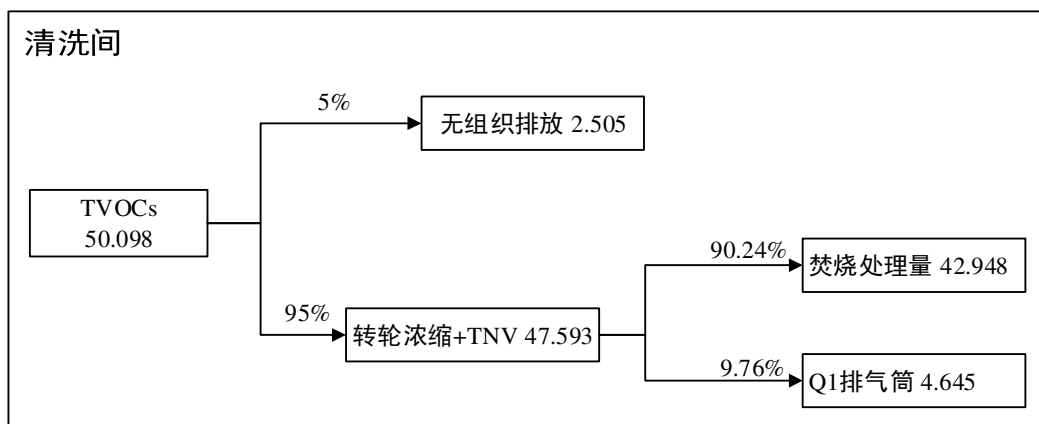 清洗间
5%
无组织排放 2.505
TVOCs
50.098
90.24%
焚烧处理量 42.948
95%
转轮浓缩+TNV 47.593
9.76%
Q1排气筒 4.645